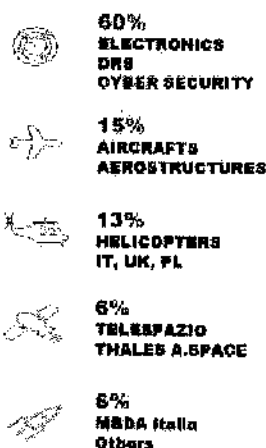 60%
ELECTRONICS
DRS
CYBER SECURITY
15%
AIRCRAFTS
AEROSTRUCTURES
13%
HELICOPTERS
IT, UK, PL
6%
TELESPAZIO
THALES A.SPACE
6%
MBDA Italia
Others